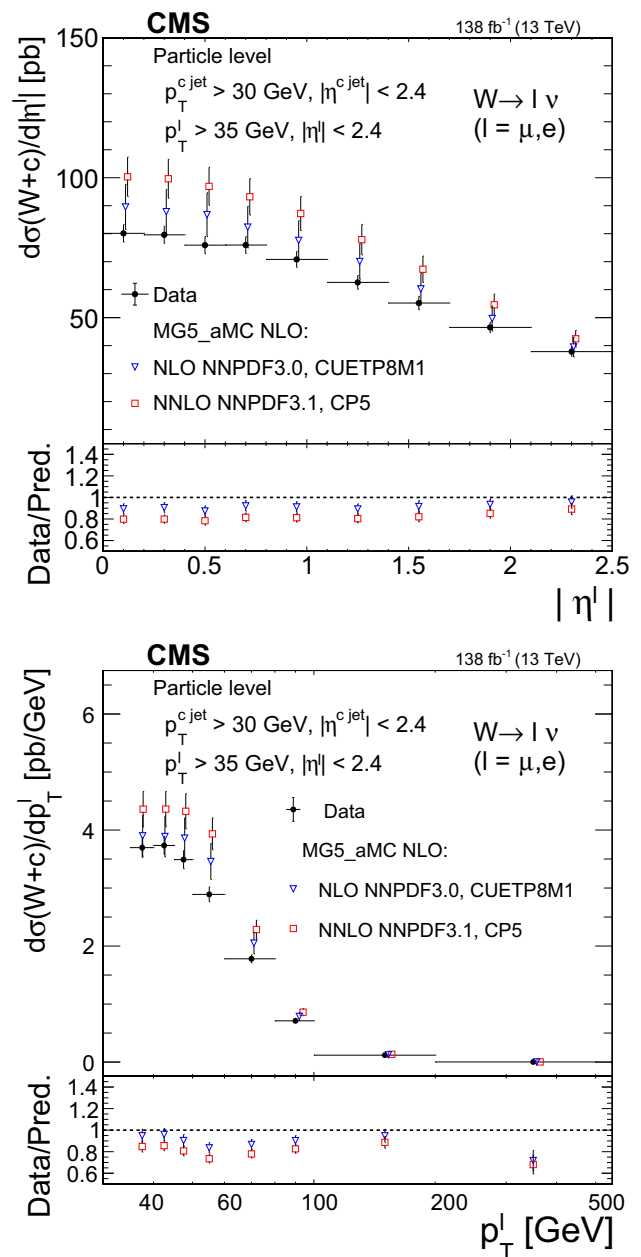 CMS 138 fb⁻¹ (13 TeV)
dσ(W+c)/d|ηˡ| [pb]
150
100
50
Particle level
p_T^{c jet} > 30 GeV, |η^{c jet}| < 2.4
p_T^l > 35 GeV, |ηˡ| < 2.4
W→ l ν
(l = μ,e)
Data
MG5_aMC NLO:
NLO NNPDF3.0, CUETP8M1
NNLO NNPDF3.1, CP5
Data/Pred.
1.4
1.2
1
0.8
0.6
0 0.5 1 1.5 2 2.5
| ηˡ |
CMS 138 fb⁻¹ (13 TeV)
dσ(W+c)/dp_T^l [pb/GeV]
6
4
2
0
Particle level
p_T^{c jet} > 30 GeV, |η^{c jet}| < 2.4
p_T^l > 35 GeV, |ηˡ| < 2.4
W→ l ν
(l = μ,e)
Data
MG5_aMC NLO:
NLO NNPDF3.0, CUETP8M1
NNLO NNPDF3.1, CP5
Data/Pred.
1.4
1.2
1
0.8
0.6
40 60 100 200 500
p_T^l [GeV]